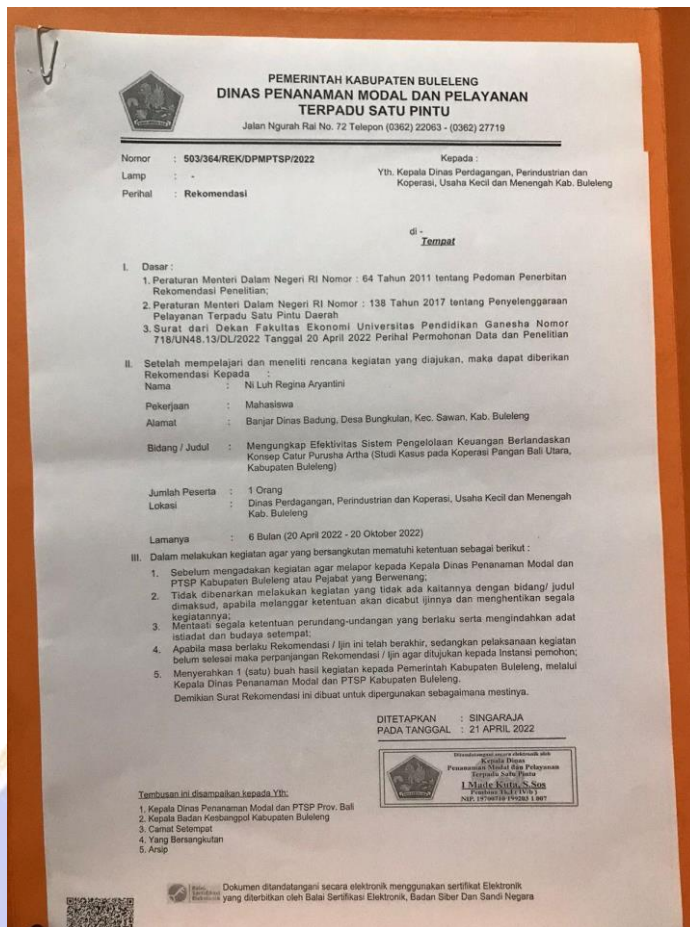 PEMERINTAH KABUPATEN BULELENG
DINAS PENANAMAN MODAL DAN PELAYANAN
TERPADU SATU PINTU
Jalan Ngurah Rai No. 72 Telepon (0362) 22063 - (0362) 27719
Nomor : 503/364/REK/DPMPTSP/2022
Lamp : -
Perihal : Rekomendasi
Kepada :
Yth. Kepala Dinas Perdagangan, Perindustrian dan
Koperasi, Usaha Kecil dan Menengah Kab. Buleleng
di -
Tempat
I. Dasar :
1. Peraturan Menteri Dalam Negeri RI Nomor : 64 Tahun 2011 tentang Pedoman Penerbitan
Rekomendasi Penelitian;
2. Peraturan Menteri Dalam Negeri RI Nomor : 138 Tahun 2017 tentang Penyelenggaraan
Pelayanan Terpadu Satu Pintu Daerah
3. Surat dari Dekan Fakultas Ekonomi Universitas Pendidikan Ganesha Nomor
718/UN48.13/DL/2022 Tanggal 20 April 2022 Perihal Permohonan Data dan Penelitian
II. Setelah mempelajari dan meneliti rencana kegiatan yang diajukan, maka dapat diberikan
Rekomendasi Kepada :
Nama : Ni Luh Regina Aryantini
Pekerjaan : Mahasiswa
Alamat : Banjar Dinas Badung, Desa Bungkulan, Kec. Sawan, Kab. Buleleng
Bidang / Judul : Mengungkap Efektivitas Sistem Pengelolaan Keuangan Berlandaskan
Konsep Catur Purusha Artha (Studi Kasus pada Koperasi Pangan Bali Utara,
Kabupaten Buleleng)
Jumlah Peserta : 1 Orang
Lokasi : Dinas Perdagangan, Perindustrian dan Koperasi, Usaha Kecil dan Menengah
Kab. Buleleng
Lamanya : 6 Bulan (20 April 2022 - 20 Oktober 2022)
III. Dalam melakukan kegiatan agar yang bersangkutan mematuhi ketentuan sebagai berikut :
1. Sebelum mengadakan kegiatan agar melapor kepada Kepala Dinas Penanaman Modal dan
PTSP Kabupaten Buleleng atau Pejabat yang Berwenang;
2. Tidak dibenarkan melakukan kegiatan yang tidak ada kaitannya dengan bidang/ judul
dimaksud, apabila melanggar ketentuan akan dicabut ijinnya dan menghentikan segala
kegiatannya;
3. Mentaati segala ketentuan perundang-undangan yang berlaku serta mengindahkan adat
istiadat dan budaya setempat;
4. Apabila masa berlaku Rekomendasi / Ijin ini telah berakhir, sedangkan pelaksanaan kegiatan
belum selesai maka perpanjangan Rekomendasi / Ijin agar ditujukan kepada Instansi pemohon;
5. Menyerahkan 1 (satu) buah hasil kegiatan kepada Pemerintah Kabupaten Buleleng, melalui
Kepala Dinas Penanaman Modal dan PTSP Kabupaten Buleleng.
Demikian Surat Rekomendasi ini dibuat untuk dipergunakan sebagaimana mestinya.
DITETAPKAN : SINGARAJA
PADA TANGGAL : 21 APRIL 2022
Ditandatangani secara elektronik oleh
Kepala Dinas
Penanaman Modal dan Pelayanan
Terpadu Satu Pintu
I Made Kuta, S.Sos
Pembina Tk.I (IV/b)
NIP. 19700710 199203 1 007
Tembusan ini disampaikan kepada Yth:
1. Kepala Dinas Penanaman Modal dan PTSP Prov. Bali
2. Kepala Badan Kesbangpol Kabupaten Buleleng
3. Camat Setempat
4. Yang Bersangkutan
5. Arsip
Balai Sertifikasi Elektronik
Dokumen ditandatangani secara elektronik menggunakan sertifikat Elektronik
yang diterbitkan oleh Balai Sertifikasi Elektronik, Badan Siber Dan Sandi Negara